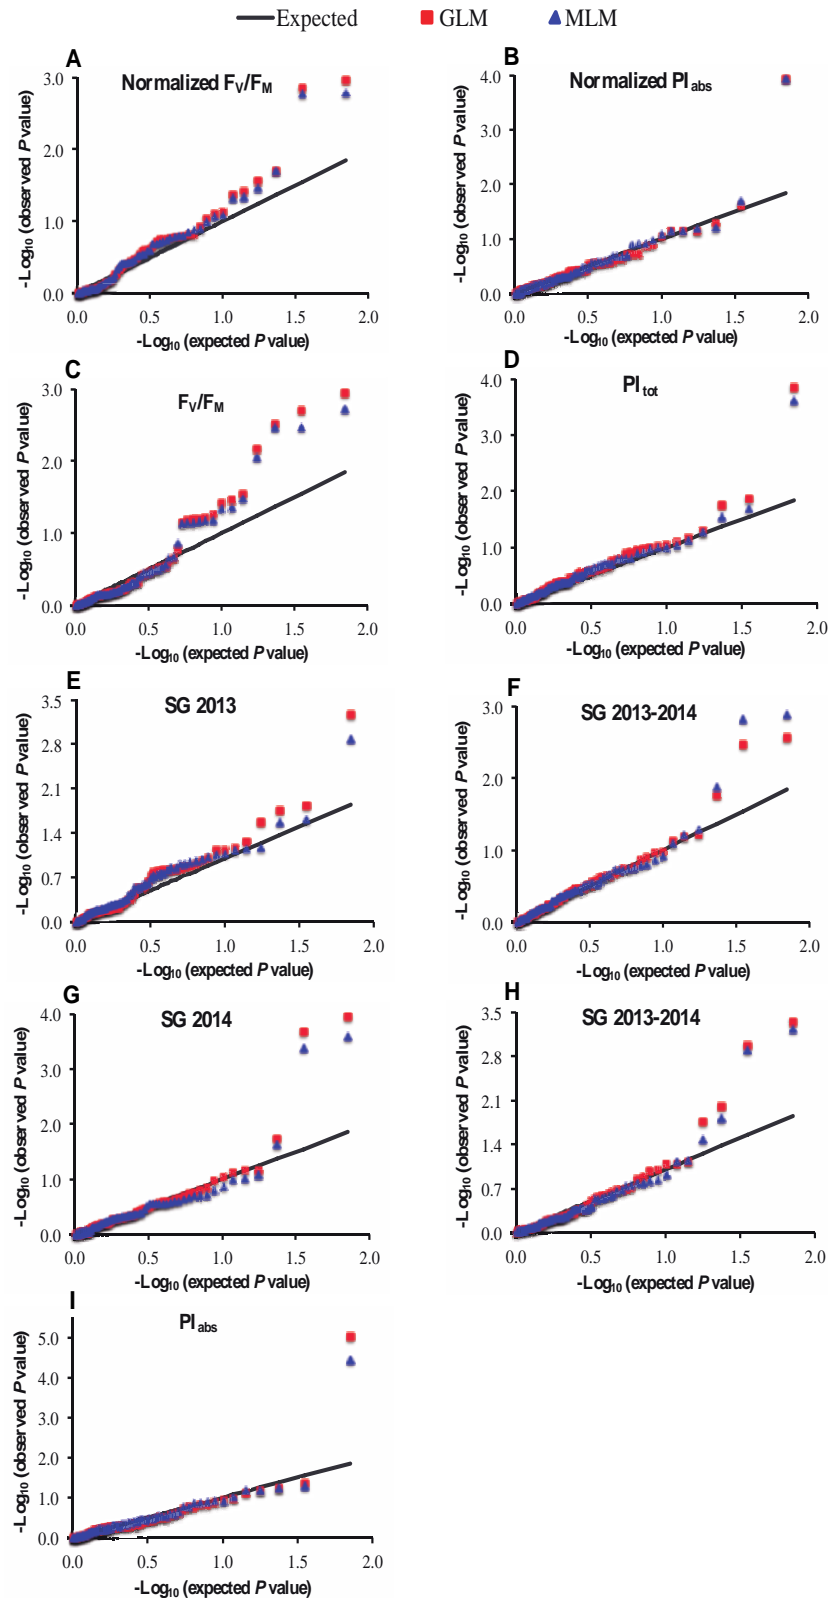 Expected GLM MLM
A B
Normalized FV/FM Normalized PIabs
-Log10 (observed P value)
3.0
2.0
1.0
0.0
0.0 0.5 1.0 1.5 2.0
-Log10 (expected P value)
-Log10 (observed P value)
4.0
3.0
2.0
1.0
0.0
0.0 0.5 1.0 1.5 2.0
-Log10 (expected P value)
C D
FV/FM PItot
-Log10 (observed P value)
3.0
2.0
1.0
0.0
0.0 0.5 1.0 1.5 2.0
-Log10 (expected P value)
-Log10 (observed P value)
4.0
3.0
2.0
1.0
0.0
0.0 0.5 1.0 1.5 2.0
-Log10 (expected P value)
E F
SG 2013 SG 2013-2014
-Log10 (observed P value)
3.5
2.8
2.1
1.4
0.7
0.0
0.0 0.5 1.0 1.5 2.0
-Log10 (expected P value)
-Log10 (observed P value)
3.0
2.0
1.0
0.0
0.0 0.5 1.0 1.5 2.0
-Log10 (expected P value)
G H
SG 2014 SG 2013-2014
-Log10 (observed P value)
4.0
3.0
2.0
1.0
0.0
0.0 0.5 1.0 1.5 2.0
-Log10 (expected P value)
-Log10 (observed P value)
3.5
2.8
2.1
1.4
0.7
0.0
0.0 0.5 1.0 1.5 2.0
-Log10 (expected P value)
I
PIabs
-Log10 (observed P value)
5.0
4.0
3.0
2.0
1.0
0.0
0.0 0.5 1.0 1.5 2.0
-Log10 (expected P value)